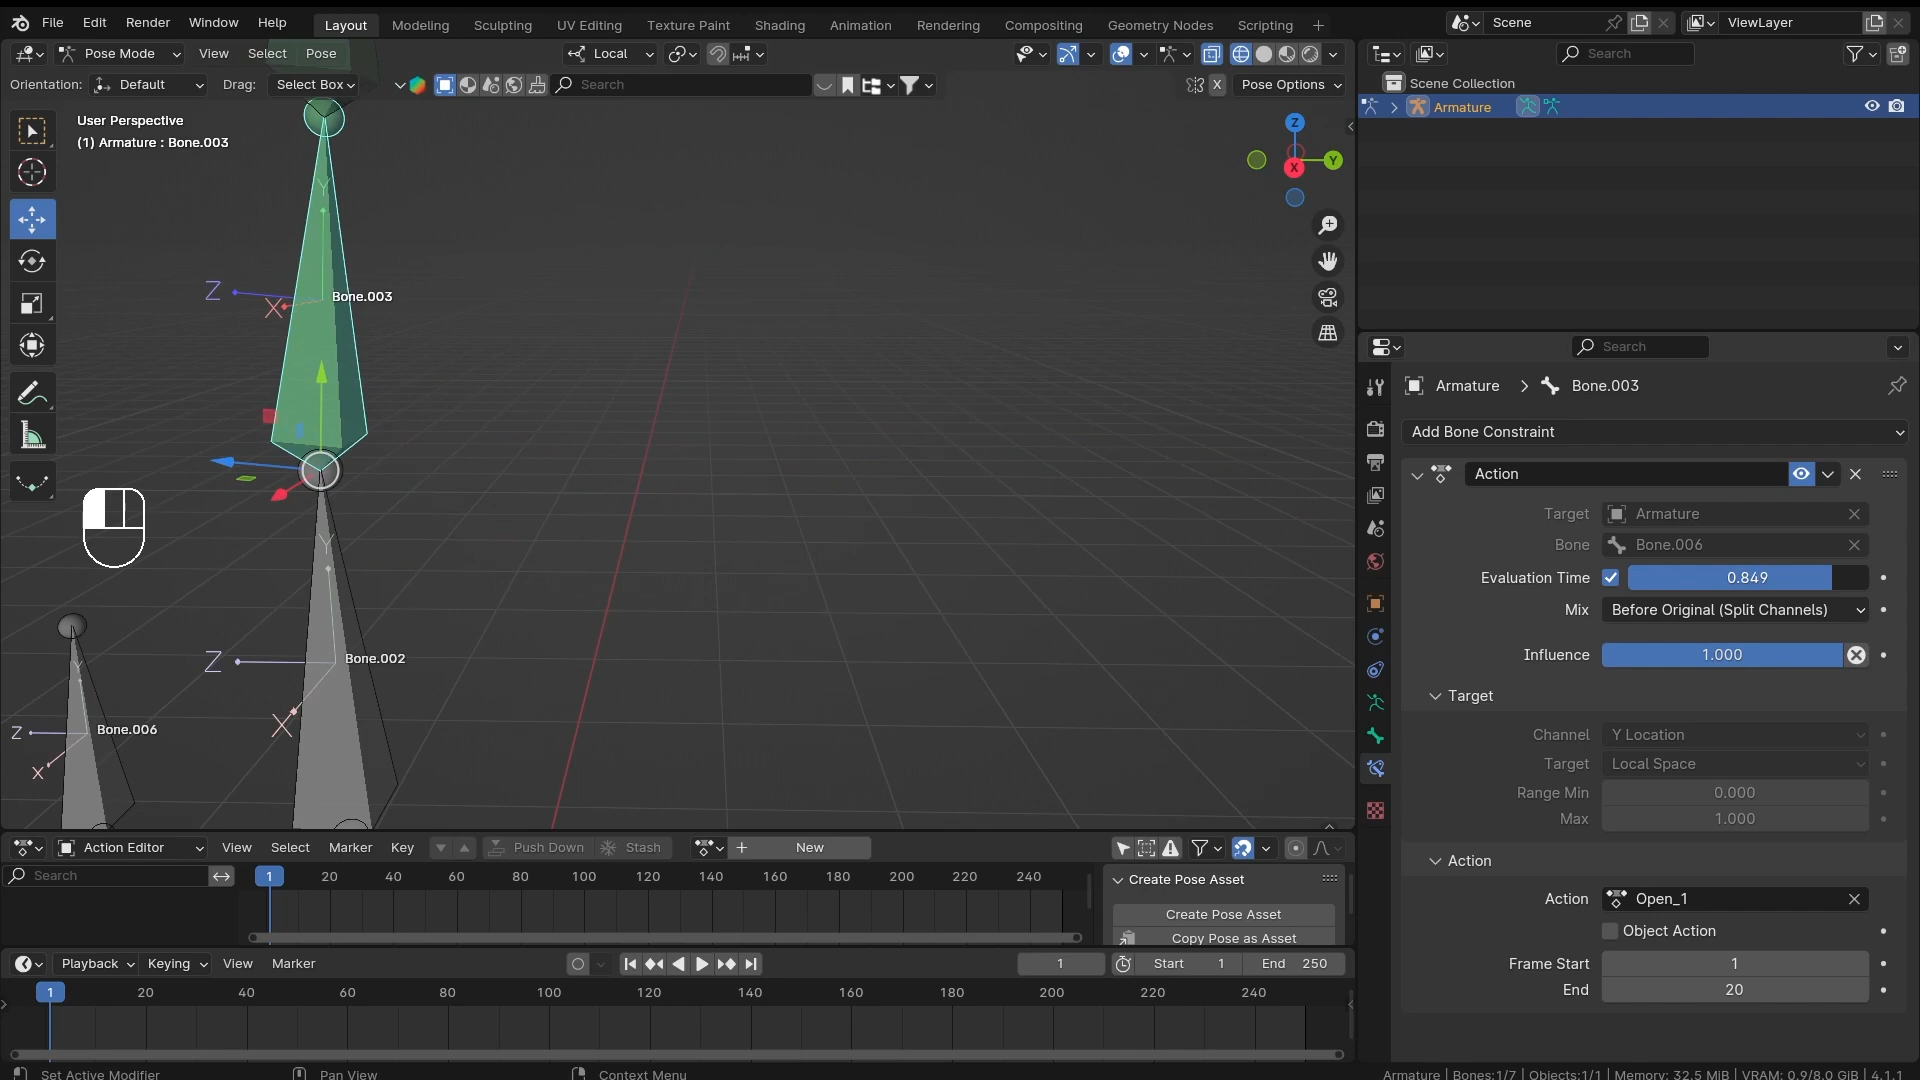 File Edit Render Window Help Layout Modeling Sculpting UV Editing Texture Paint Shading Animation Rendering Compositing Geometry Nodes Scripting + Scene ViewLayer
Pose Mode View Select Pose Local Search
Orientation: Default Drag: Select Box Search X Pose Options
Scene Collection
Armature
User Perspective
(1) Armature : Bone.003
Z
Y
X
Y
Z
X
Bone.003
Search
Armature > Bone.003
Add Bone Constraint
Action
Target Armature
Bone Bone.006
Evaluation Time 0.849
Mix Before Original (Split Channels)
Influence 1.000
Target
Channel Y Location
Target Local Space
Range Min 0.000
Max 1.000
Action
Action Open_1
Object Action
Frame Start 1
End 20
Y
Z
Bone.002
X
Y
Z
Bone.006
X
Action Editor View Select Marker Key Push Down Stash New
Search 1 20 40 60 80 100 120 140 160 180 200 220 240
Create Pose Asset
Create Pose Asset
Copy Pose as Asset
Playback Keying View Marker 1 Start 1 End 250
1 20 40 60 80 100 120 140 160 180 200 220 240
Set Active Modifier Pan View Context Menu Armature | Bones:1/7 | Objects:1/1 | Memory: 32.5 MiB | VRAM: 0.9/8.0 GiB | 4.1.1